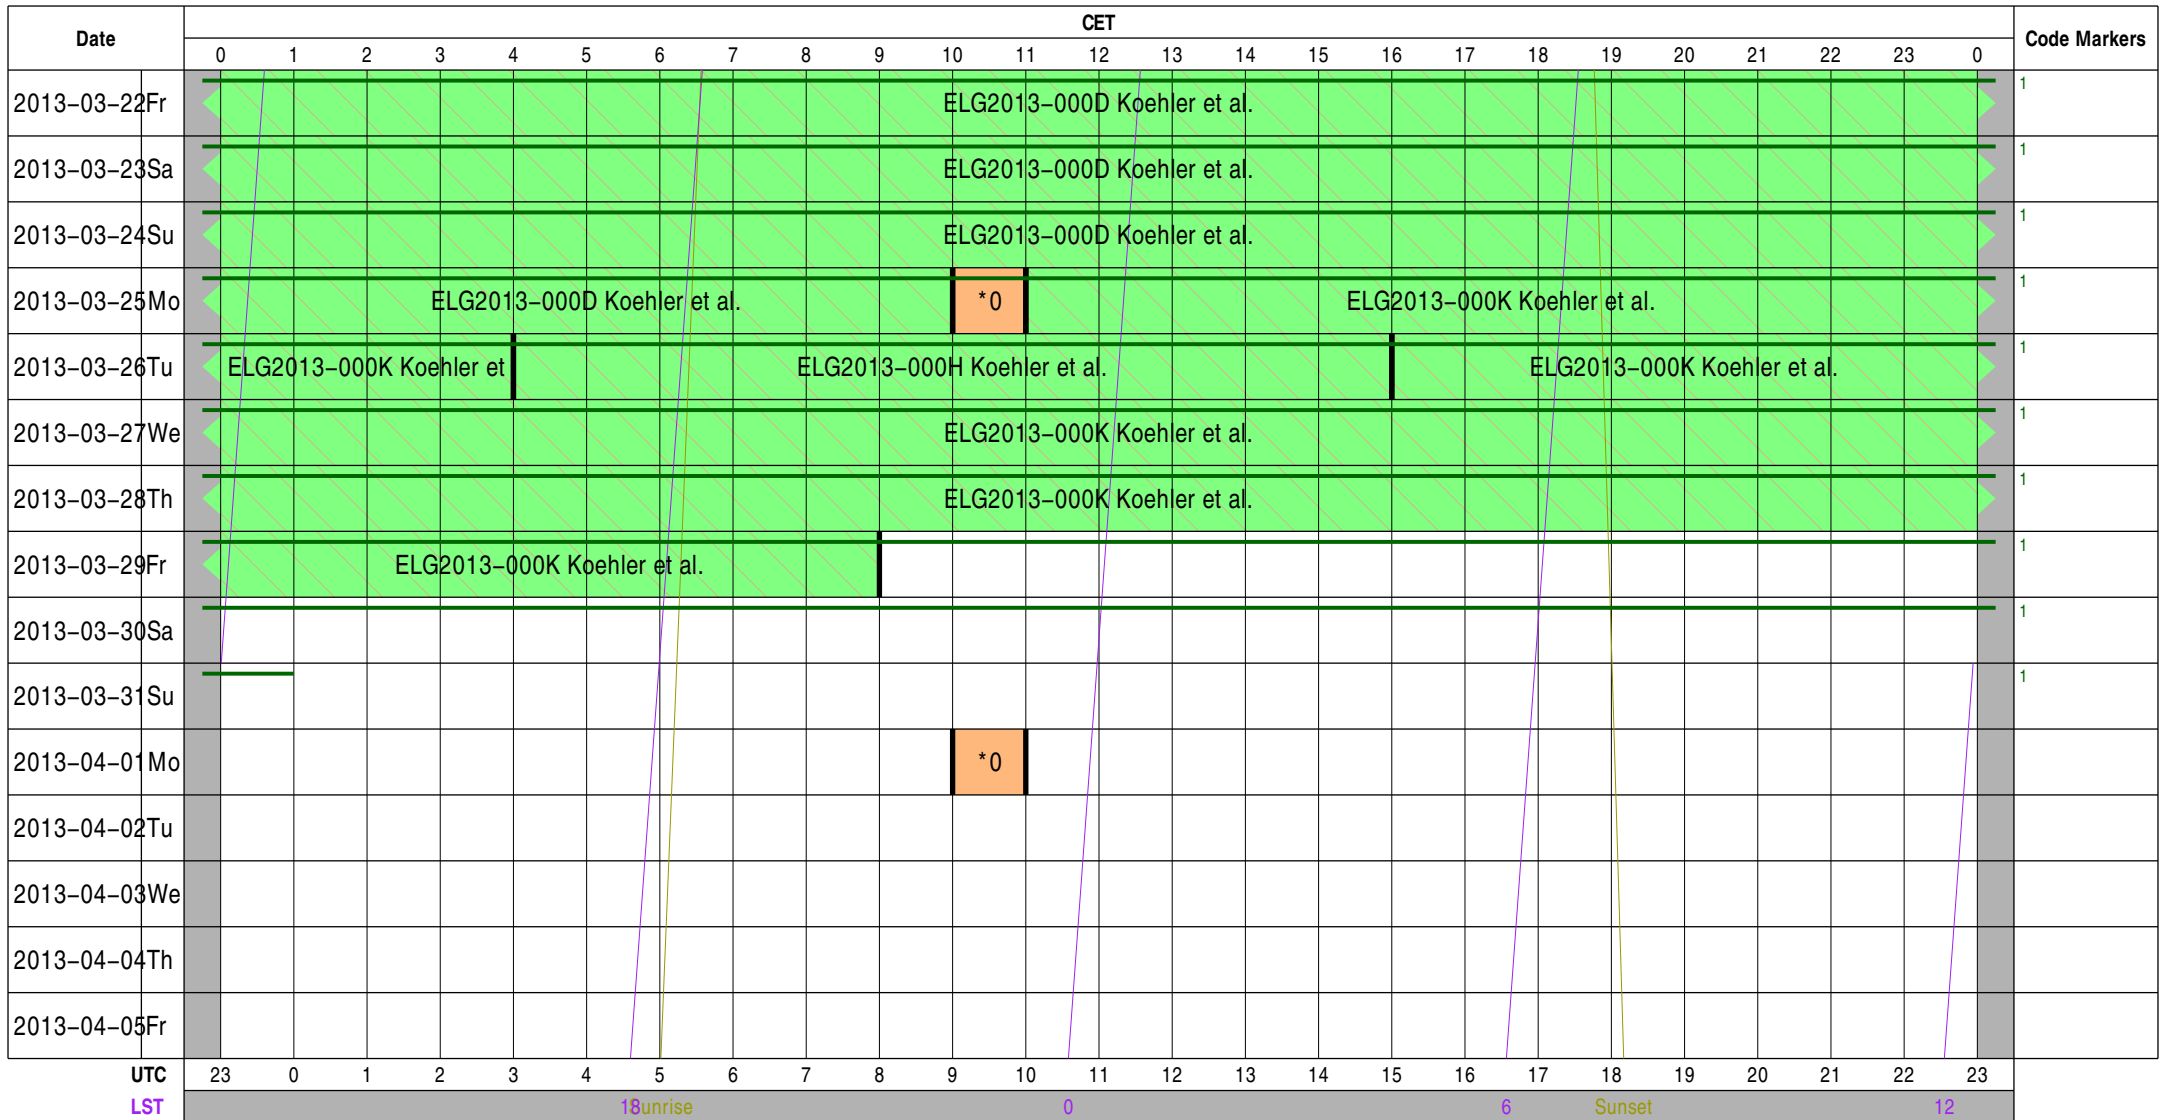 Date CET Code Markers
0 1 2 3 4 5 6 7 8 9 10 11 12 13 14 15 16 17 18 19 20 21 22 23 0
2013-03-22Fr ELG2013-000D Koehler et al. 1
2013-03-23Sa ELG2013-000D Koehler et al. 1
2013-03-24Su ELG2013-000D Koehler et al. 1
2013-03-25Mo ELG2013-000D Koehler et al. *0 ELG2013-000K Koehler et al. 1
2013-03-26Tu ELG2013-000K Koehler et ELG2013-000H Koehler et al. ELG2013-000K Koehler et al. 1
2013-03-27We ELG2013-000K Koehler et al. 1
2013-03-28Th ELG2013-000K Koehler et al. 1
2013-03-29Fr ELG2013-000K Koehler et al. 1
2013-03-30Sa 1
2013-03-31Su 1
2013-04-01Mo *0
2013-04-02Tu
2013-04-03We
2013-04-04Th
2013-04-05Fr
UTC 23 0 1 2 3 4 5 6 7 8 9 10 11 12 13 14 15 16 17 18 19 20 21 22 23
LST 18 Sunrise 0 6 Sunset 12